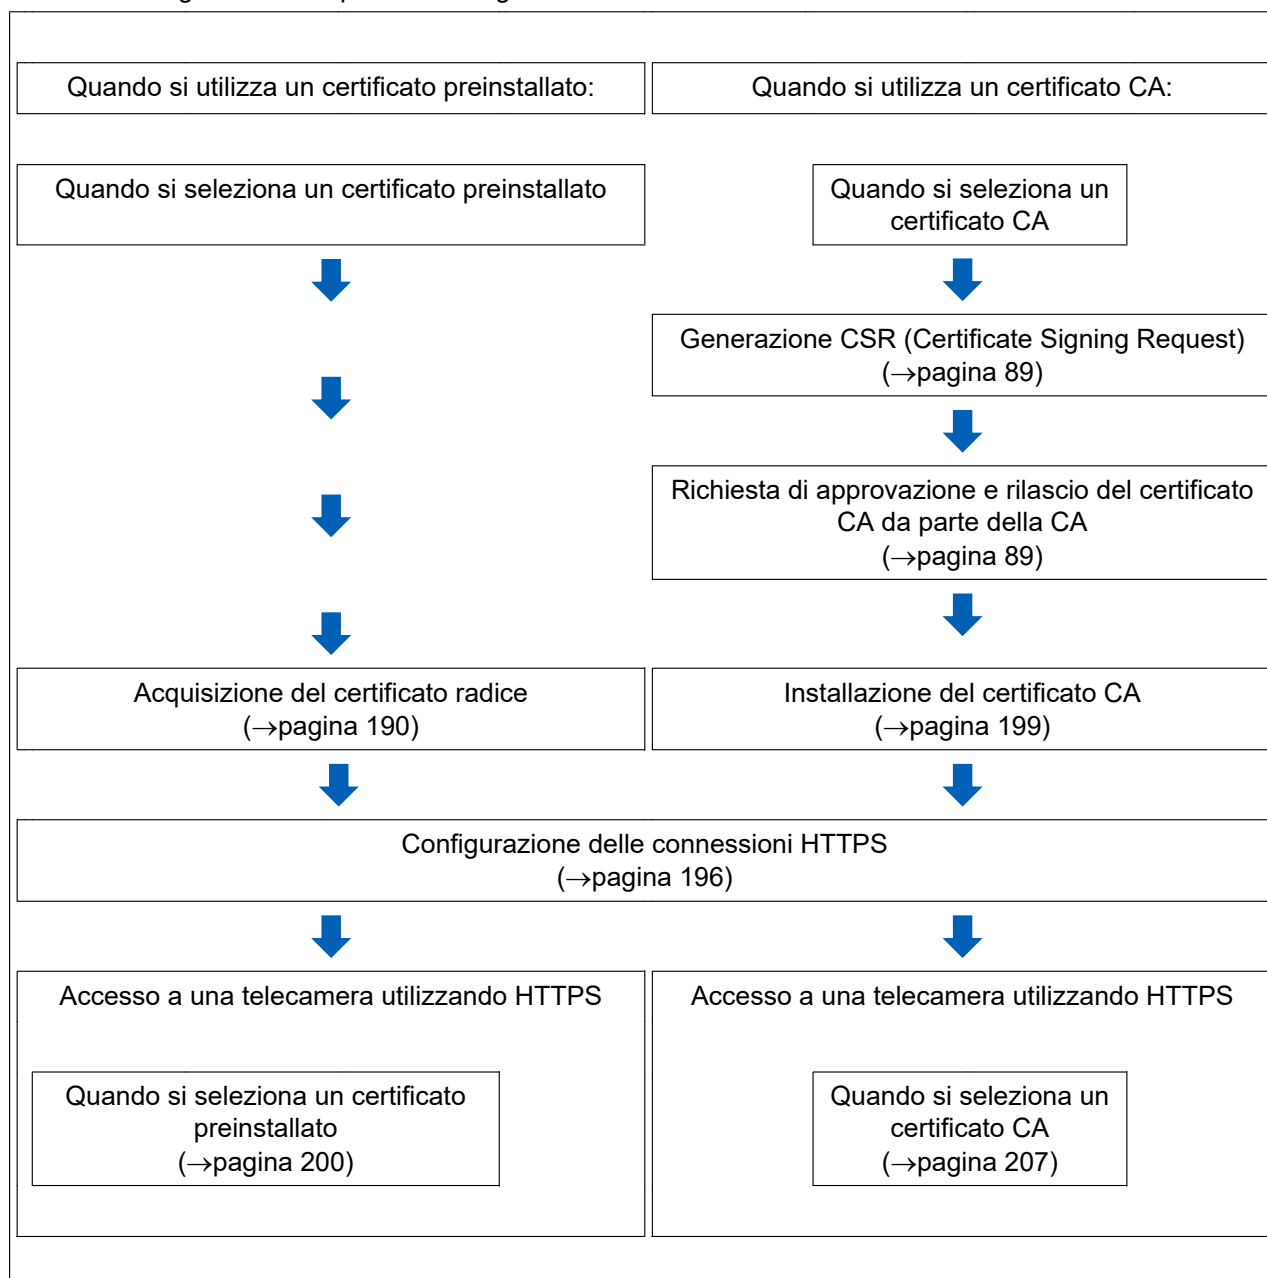 Quando si utilizza un certificato preinstallato:
Quando si utilizza un certificato CA:
Quando si seleziona un certificato preinstallato
Quando si seleziona un
certificato CA
Generazione CSR (Certificate Signing Request)
(→pagina 89)
Richiesta di approvazione e rilascio del certificato
CA da parte della CA
(→pagina 89)
Acquisizione del certificato radice
(→pagina 190)
Installazione del certificato CA
(→pagina 199)
Configurazione delle connessioni HTTPS
(→pagina 196)
Accesso a una telecamera utilizzando HTTPS
Quando si seleziona un certificato
preinstallato
(→pagina 200)
Accesso a una telecamera utilizzando HTTPS
Quando si seleziona un
certificato CA
(→pagina 207)